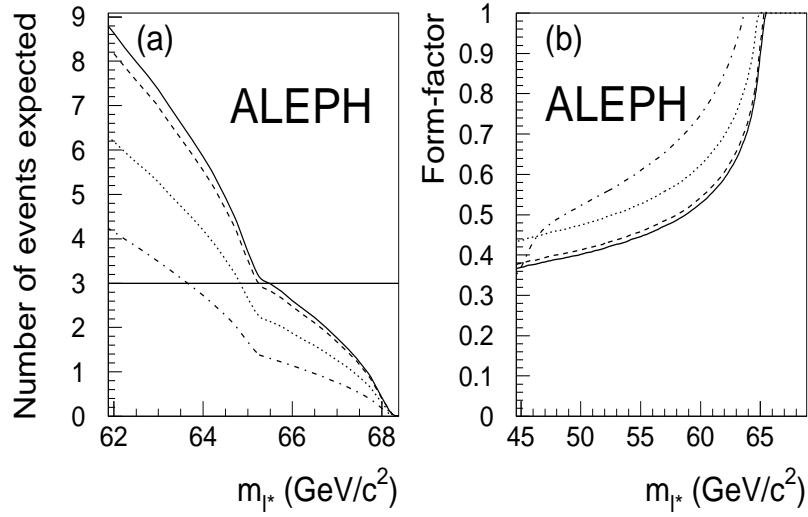 (a)
ALEPH
Number of events expected
9
8
7
6
5
4
3
2
1
0
62 64 66 68
m_l* (GeV/c²)
(b)
ALEPH
Form-factor
1
0.9
0.8
0.7
0.6
0.5
0.4
0.3
0.2
0.1
0
45 50 55 60 65
m_l* (GeV/c²)